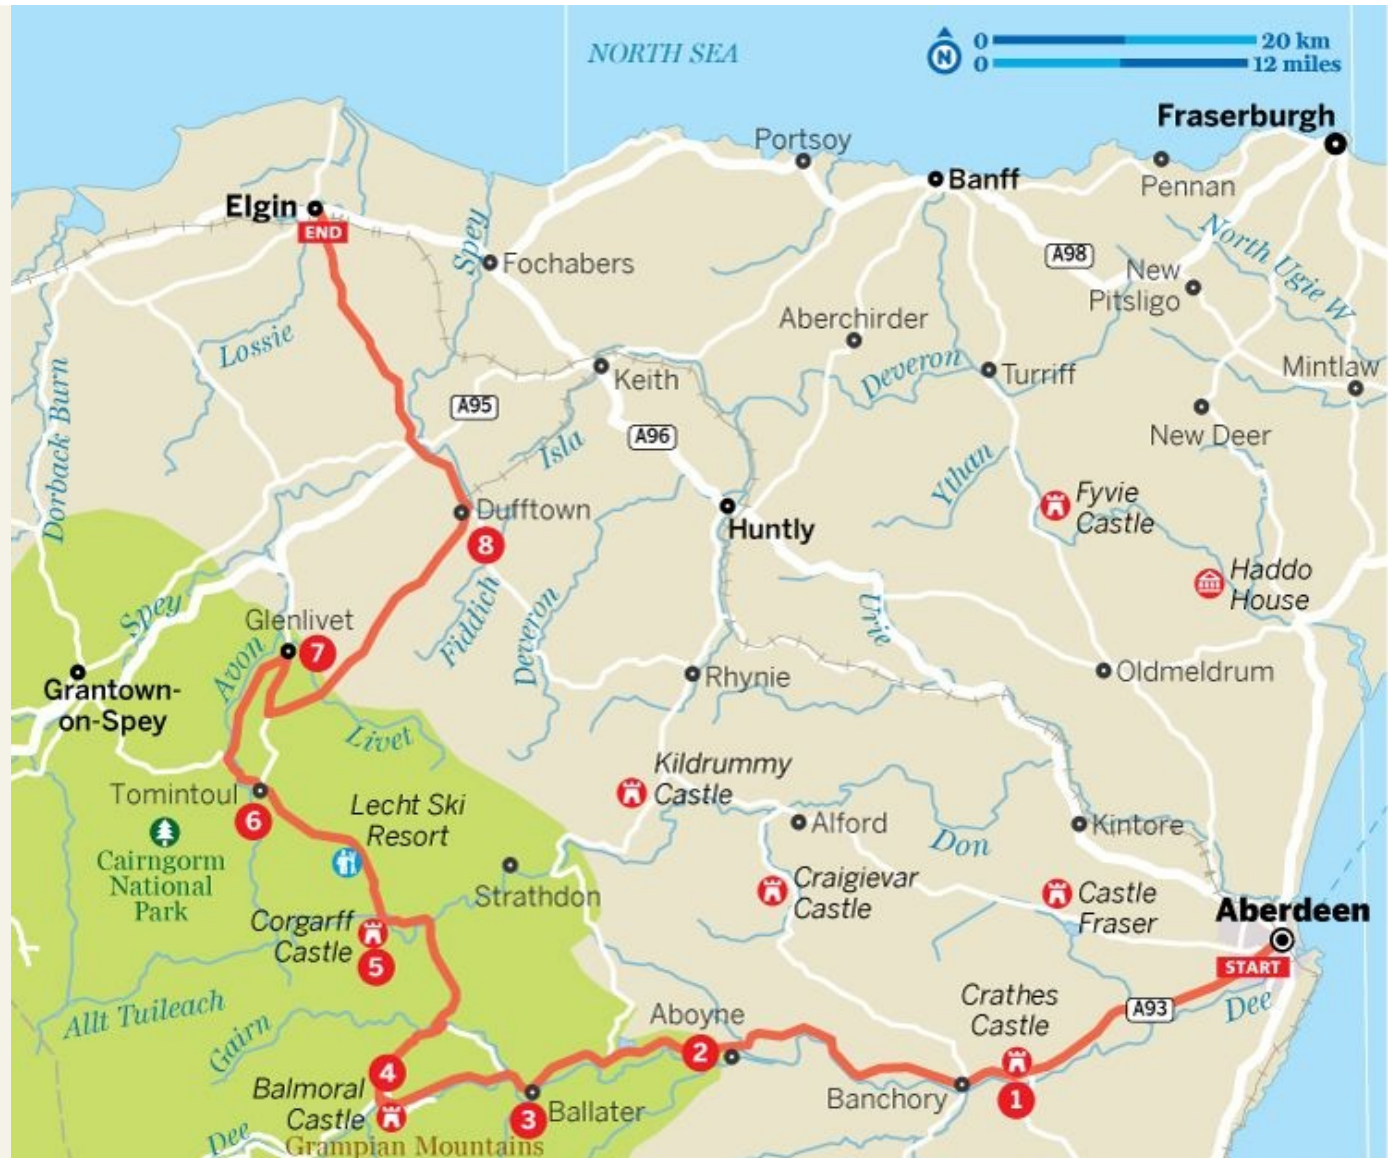 NORTH SEA
N
0
20 km
0
12 miles
Fraserburgh
Portsoy
Banff
Pennan
Elgin
END
Spey
Fochabers
A98
North Ugie W
New
Pitsligo
Aberchirder
Lossie
Deveron
Turriff
Mintlaw
Keith
Dorback Burn
A95
A96
Isla
New Deer
Ythan
Fyvie
Castle
Dufftown
8
Huntly
Haddo
House
Spey
Glenlivet
7
Fiddich
Deveron
Urie
Avon
Grantown-
on-Spey
Rhynie
Oldmeldrum
Livet
Kildrummy
Castle
Tomintoul
6
Lecht Ski
Resort
Alford
Don
Kintore
Cairngorm
National
Park
Strathdon
Craigievar
Castle
Castle
Fraser
Aberdeen
START
Corgarff
Castle
5
Allt Tuileach
Gairn
Aboyne
2
Crathes
Castle
A93
Dee
4
Balmoral
Castle
3
Ballater
Banchory
1
Dee
Grampian Mountains